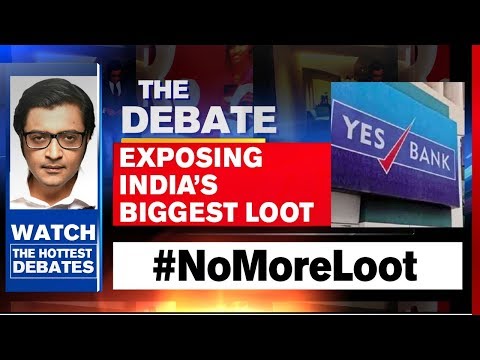 THE
DEBATE
EXPOSING
INDIA'S
BIGGEST LOOT
YES BANK
WATCH
THE HOTTEST
DEBATES
#NoMoreLoot